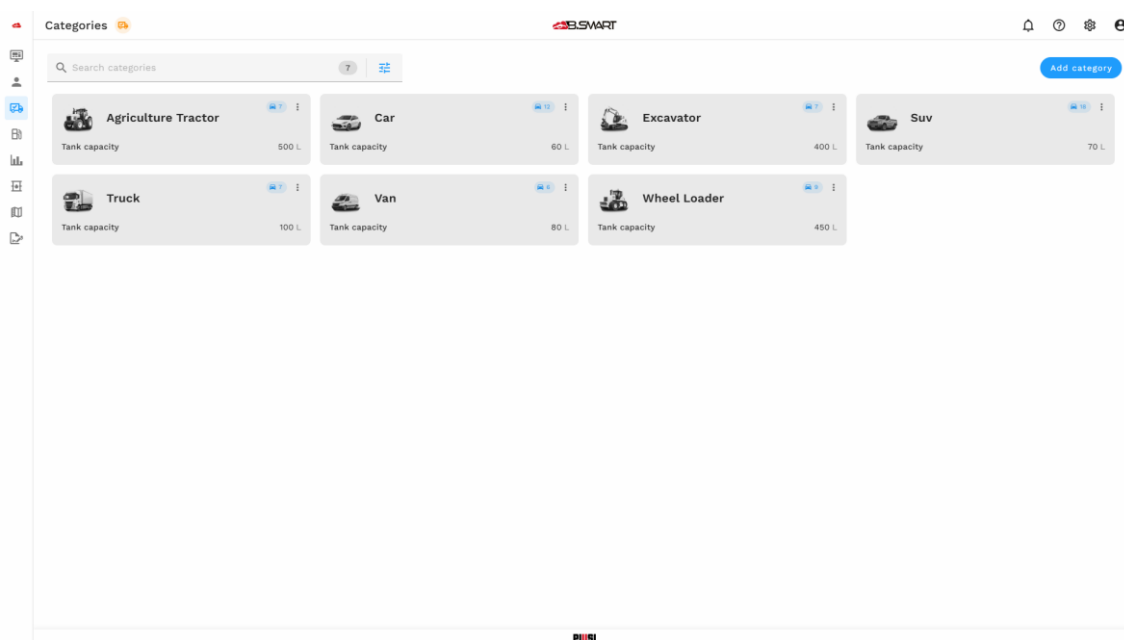 Categories
B.SMART
Search categories
7
Add category
Agriculture Tractor
7
Tank capacity
500 L
Car
12
Tank capacity
60 L
Excavator
7
Tank capacity
400 L
Suv
Tank capacity
70 L
Truck
7
Tank capacity
100 L
Van
Tank capacity
80 L
Wheel Loader
9
Tank capacity
450 L
PIUSI